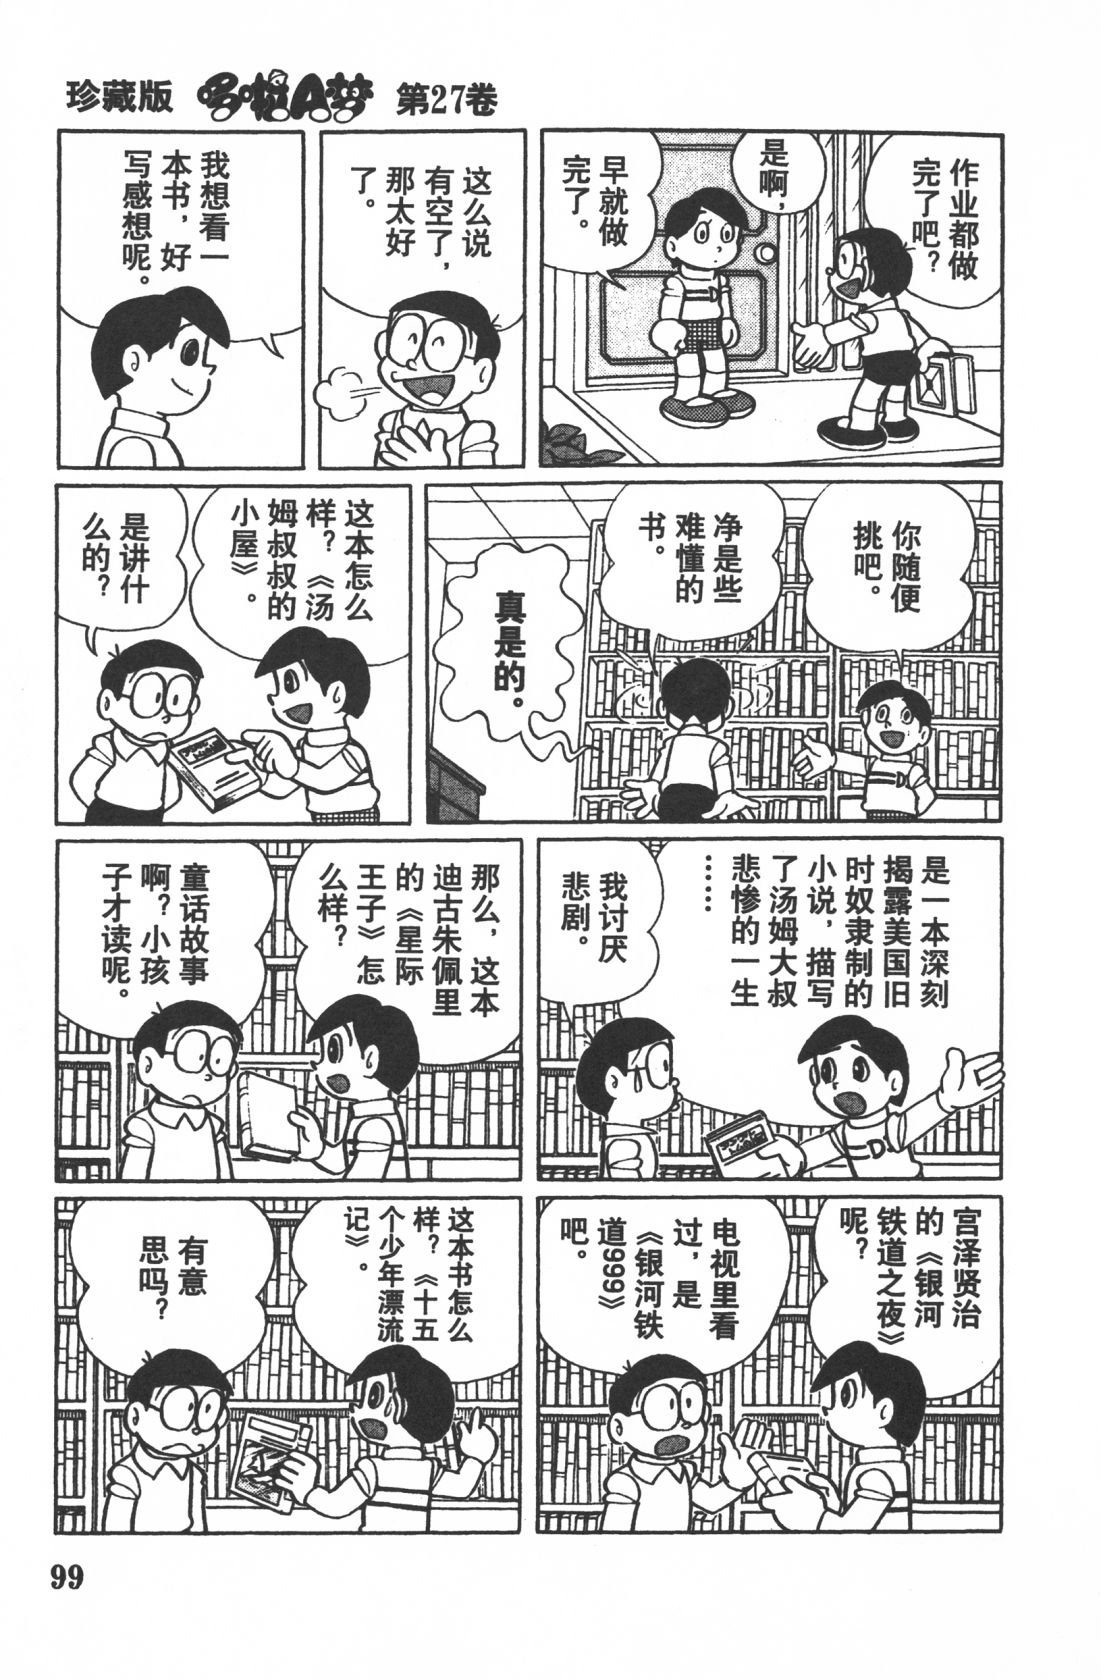 珍藏版 哆啦A梦 第27卷
作业都做
完了吧？
是啊，
早就做
完了。
这么说
有空了，
那太好
了。
我想看一
本书，好
写感想呢。
你随便
挑吧。
净是些
难懂的
书。
真是的。
这本怎么
样？《汤
姆叔叔的
小屋》。
是讲什
么的？
是一本深刻
揭露美国旧
时奴隶制的
小说，描写
了汤姆大叔
悲惨的一生
……
我讨厌
悲剧。
那么，这本
迪古朱佩里
的《星际
王子》怎
么样？
童话故事
啊？小孩
子才读呢。
宫泽贤治
的《银河
铁道之夜》
呢？
电视里看
过，是
《银河铁
道999》
吧。
这本书怎么
样？《十五
个少年漂流
记》。
有意
思吗？
99